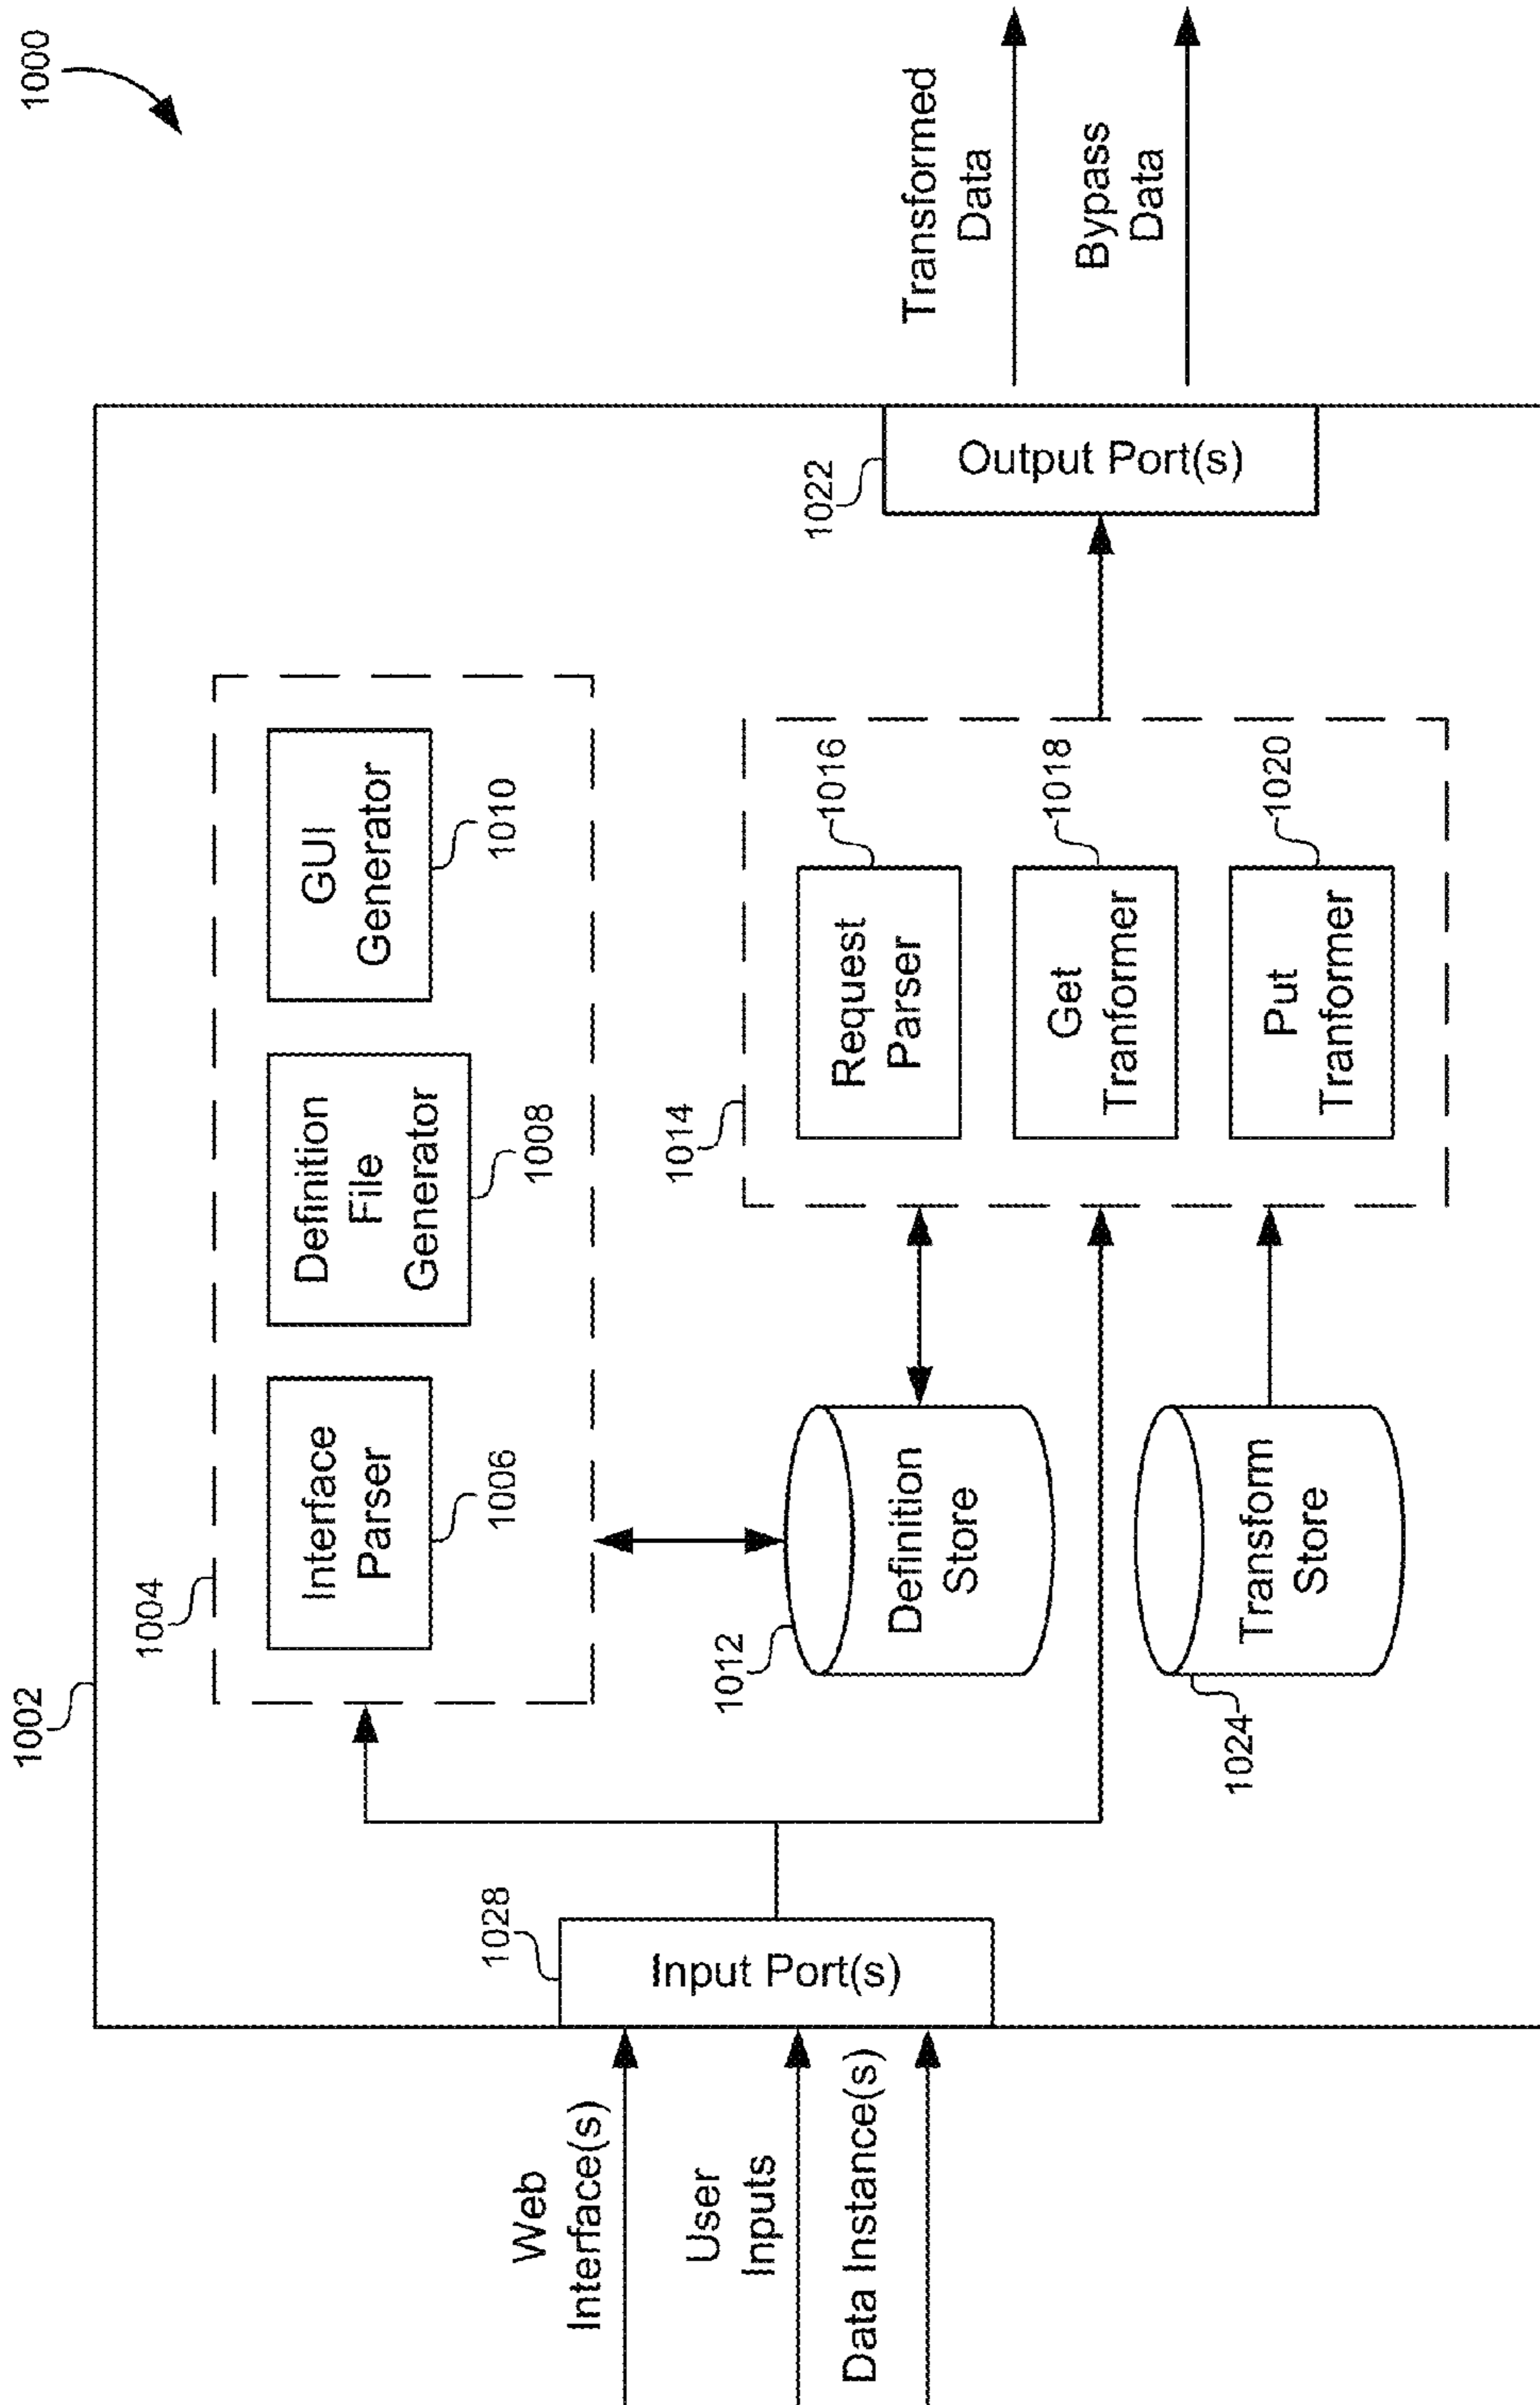 1000
1002
1004
Interface
Parser
1006
Definition
File
Generator
1008
GUI
Generator
1010
Web
Interface(s)
User
Inputs
Data Instance(s)
1028
Input Port(s)
1012
Definition
Store
1024
Transform
Store
1014
Request
Parser
1016
Get
Tranformer
1018
Put
Tranformer
1020
1022
Output Port(s)
Transformed
Data
Bypass
Data